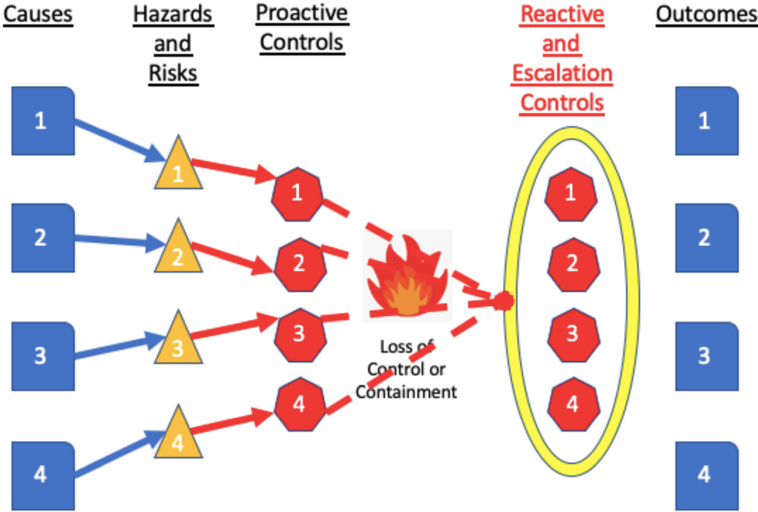 Causes
Hazards
and
Risks
Proactive
Controls
Reactive
and
Escalation
Controls
Outcomes
1
2
3
4
1
2
3
4
1
2
3
4
Loss of
Control or
Containment
1
2
3
4
1
2
3
4